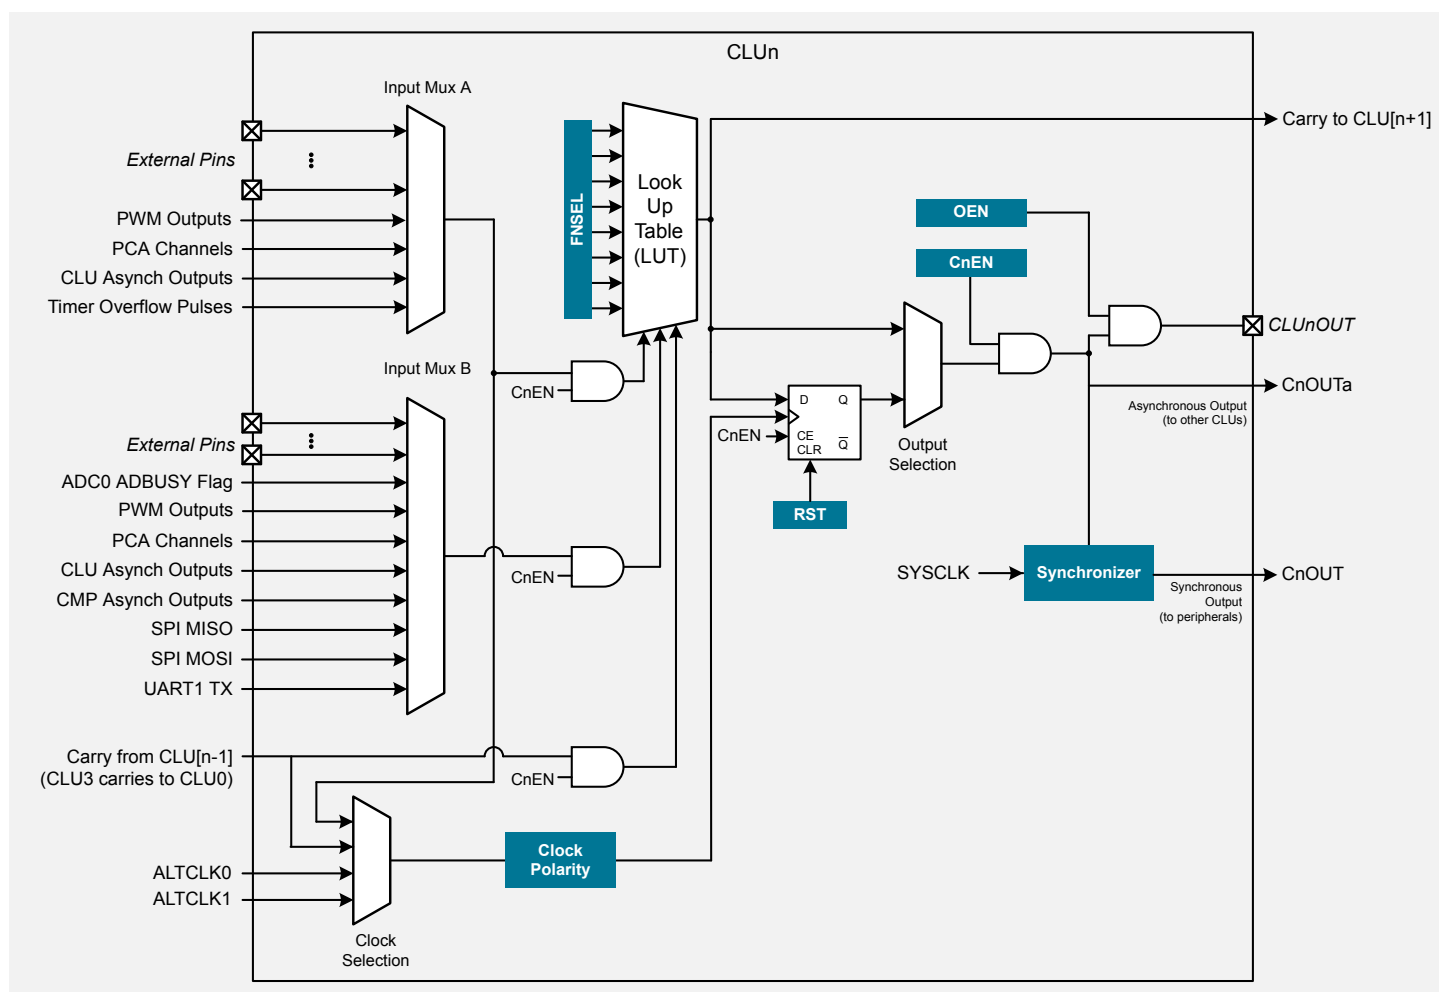 CLUn
Input Mux A
External Pins
PWM Outputs
PCA Channels
CLU Asynch Outputs
Timer Overflow Pulses
FNSEL
Look
Up
Table
(LUT)
Carry to CLU[n+1]
OEN
CnEN
CLUnOUT
CnOUTa
Asynchronous Output
(to other CLUs)
Input Mux B
CnEN
External Pins
ADC0 ADBUSY Flag
PWM Outputs
PCA Channels
CLU Asynch Outputs
CMP Asynch Outputs
SPI MISO
SPI MOSI
UART1 TX
CnEN
D Q
CnEN
CE
CLR
Q
RST
Output
Selection
SYSCLK
Synchronizer
CnOUT
Synchronous
Output
(to peripherals)
Carry from CLU[n-1]
(CLU3 carries to CLU0)
CnEN
ALTCLK0
ALTCLK1
Clock
Polarity
Clock
Selection